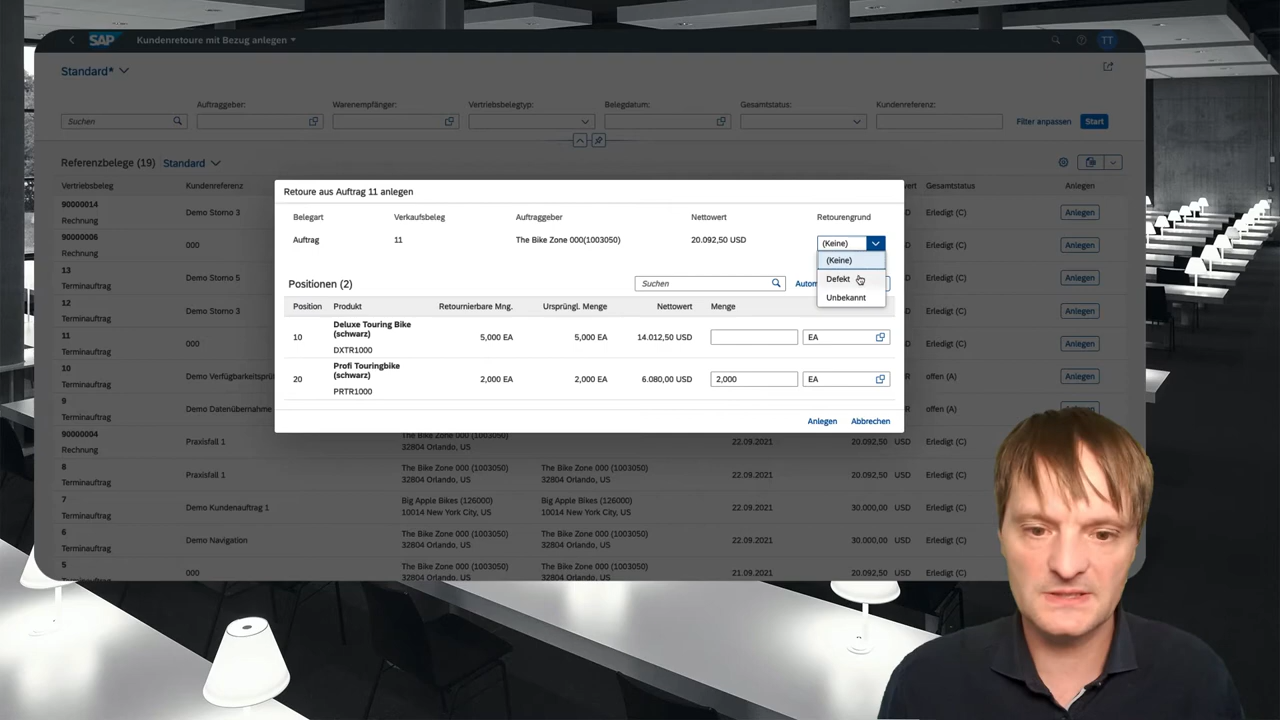 SAP Kundenretoure mit Bezug anlegen TT
Standard*
Auftraggeber: Warenempfänger: Vertriebsbelegtyp: Belegdatum: Gesamtstatus: Kundenreferenz:
Suchen Filter anpassen Start
Referenzbelege (19) Standard
Vertriebsbeleg Kundenreferenz Gesamtstatus Anlegen
90000014
Rechnung Demo Storno 3 Erledigt (C) Anlegen
90000006
Rechnung 000 Erledigt (C) Anlegen
13
Terminauftrag Demo Storno 5 Erledigt (C) Anlegen
12
Terminauftrag Demo Storno 6 Erledigt (C) Anlegen
11
Terminauftrag 000 Erledigt (C) Anlegen
10
Terminauftrag offen (A) Anlegen
9
Terminauftrag Demo Datenübernahme offen (A) Anlegen
Retoure aus Auftrag 11 anlegen
Belegart Verkaufsbeleg Auftraggeber Nettowert Retourengrund
Auftrag 11 The Bike Zone 000(1003050) 20.092,50 USD (Keine)
(Keine)
Defekt
Unbekannt
Positionen (2) Suchen
Position Produkt Retournierbare Mng. Ursprüngl. Menge Nettowert Menge
10 Deluxe Touring Bike
(schwarz)
DXTR1000 5,000 EA 5,000 EA 14.012,50 USD EA
20 Profi Touringbike
(schwarz)
PRTR1000 2,000 EA 2,000 EA 6.080,00 USD 2,000 EA
Anlegen Abbrechen
90000004
Rechnung Praxisfall 1 The Bike Zone 000 (1003050)
32804 Orlando, US 22.09.2021 20.092,50 USD Erledigt (C)
8
Terminauftrag Praxisfall 1 The Bike Zone 000 (1003050)
32804 Orlando, US The Bike Zone 000 (1003050)
32804 Orlando, US 22.09.2021 20.092,50 USD Erledigt (C)
7
Terminauftrag Demo Kundenauftrag 1 Big Apple Bikes (126000)
10014 New York City, US Big Apple Bikes (126000)
10014 New York City, US 22.09.2021 30.000,00 USD Erledigt (C)
6
Terminauftrag Demo Navigation The Bike Zone 000 (1003050)
32804 Orlando, US The Bike Zone 000 (1003050)
32804 Orlando, US 22.09.2021 30.000,00 USD Erledigt (C)
5
000 The Bike Zone 000 (1003050)
32804 Orlando, US The Bike Zone 000 (1003050)
32804 Orlando, US 21.09.2021 20.092,50 USD Erledigt (C)